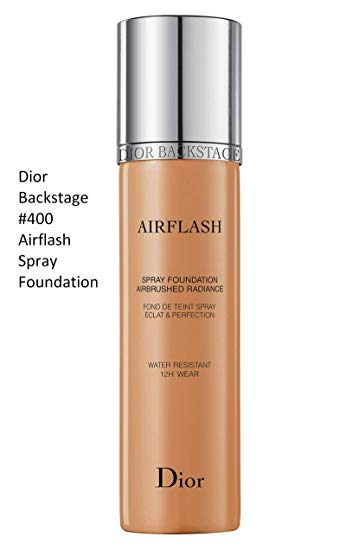 Dior
Backstage
#400
Airflash
Spray
Foundation
DIOR BACKSTAGE
AIRFLASH
SPRAY FOUNDATION
AIRBRUSHED RADIANCE
FOND DE TEINT SPRAY
ÉCLAT & PERFECTION
WATER RESISTANT
12H WEAR
Dior